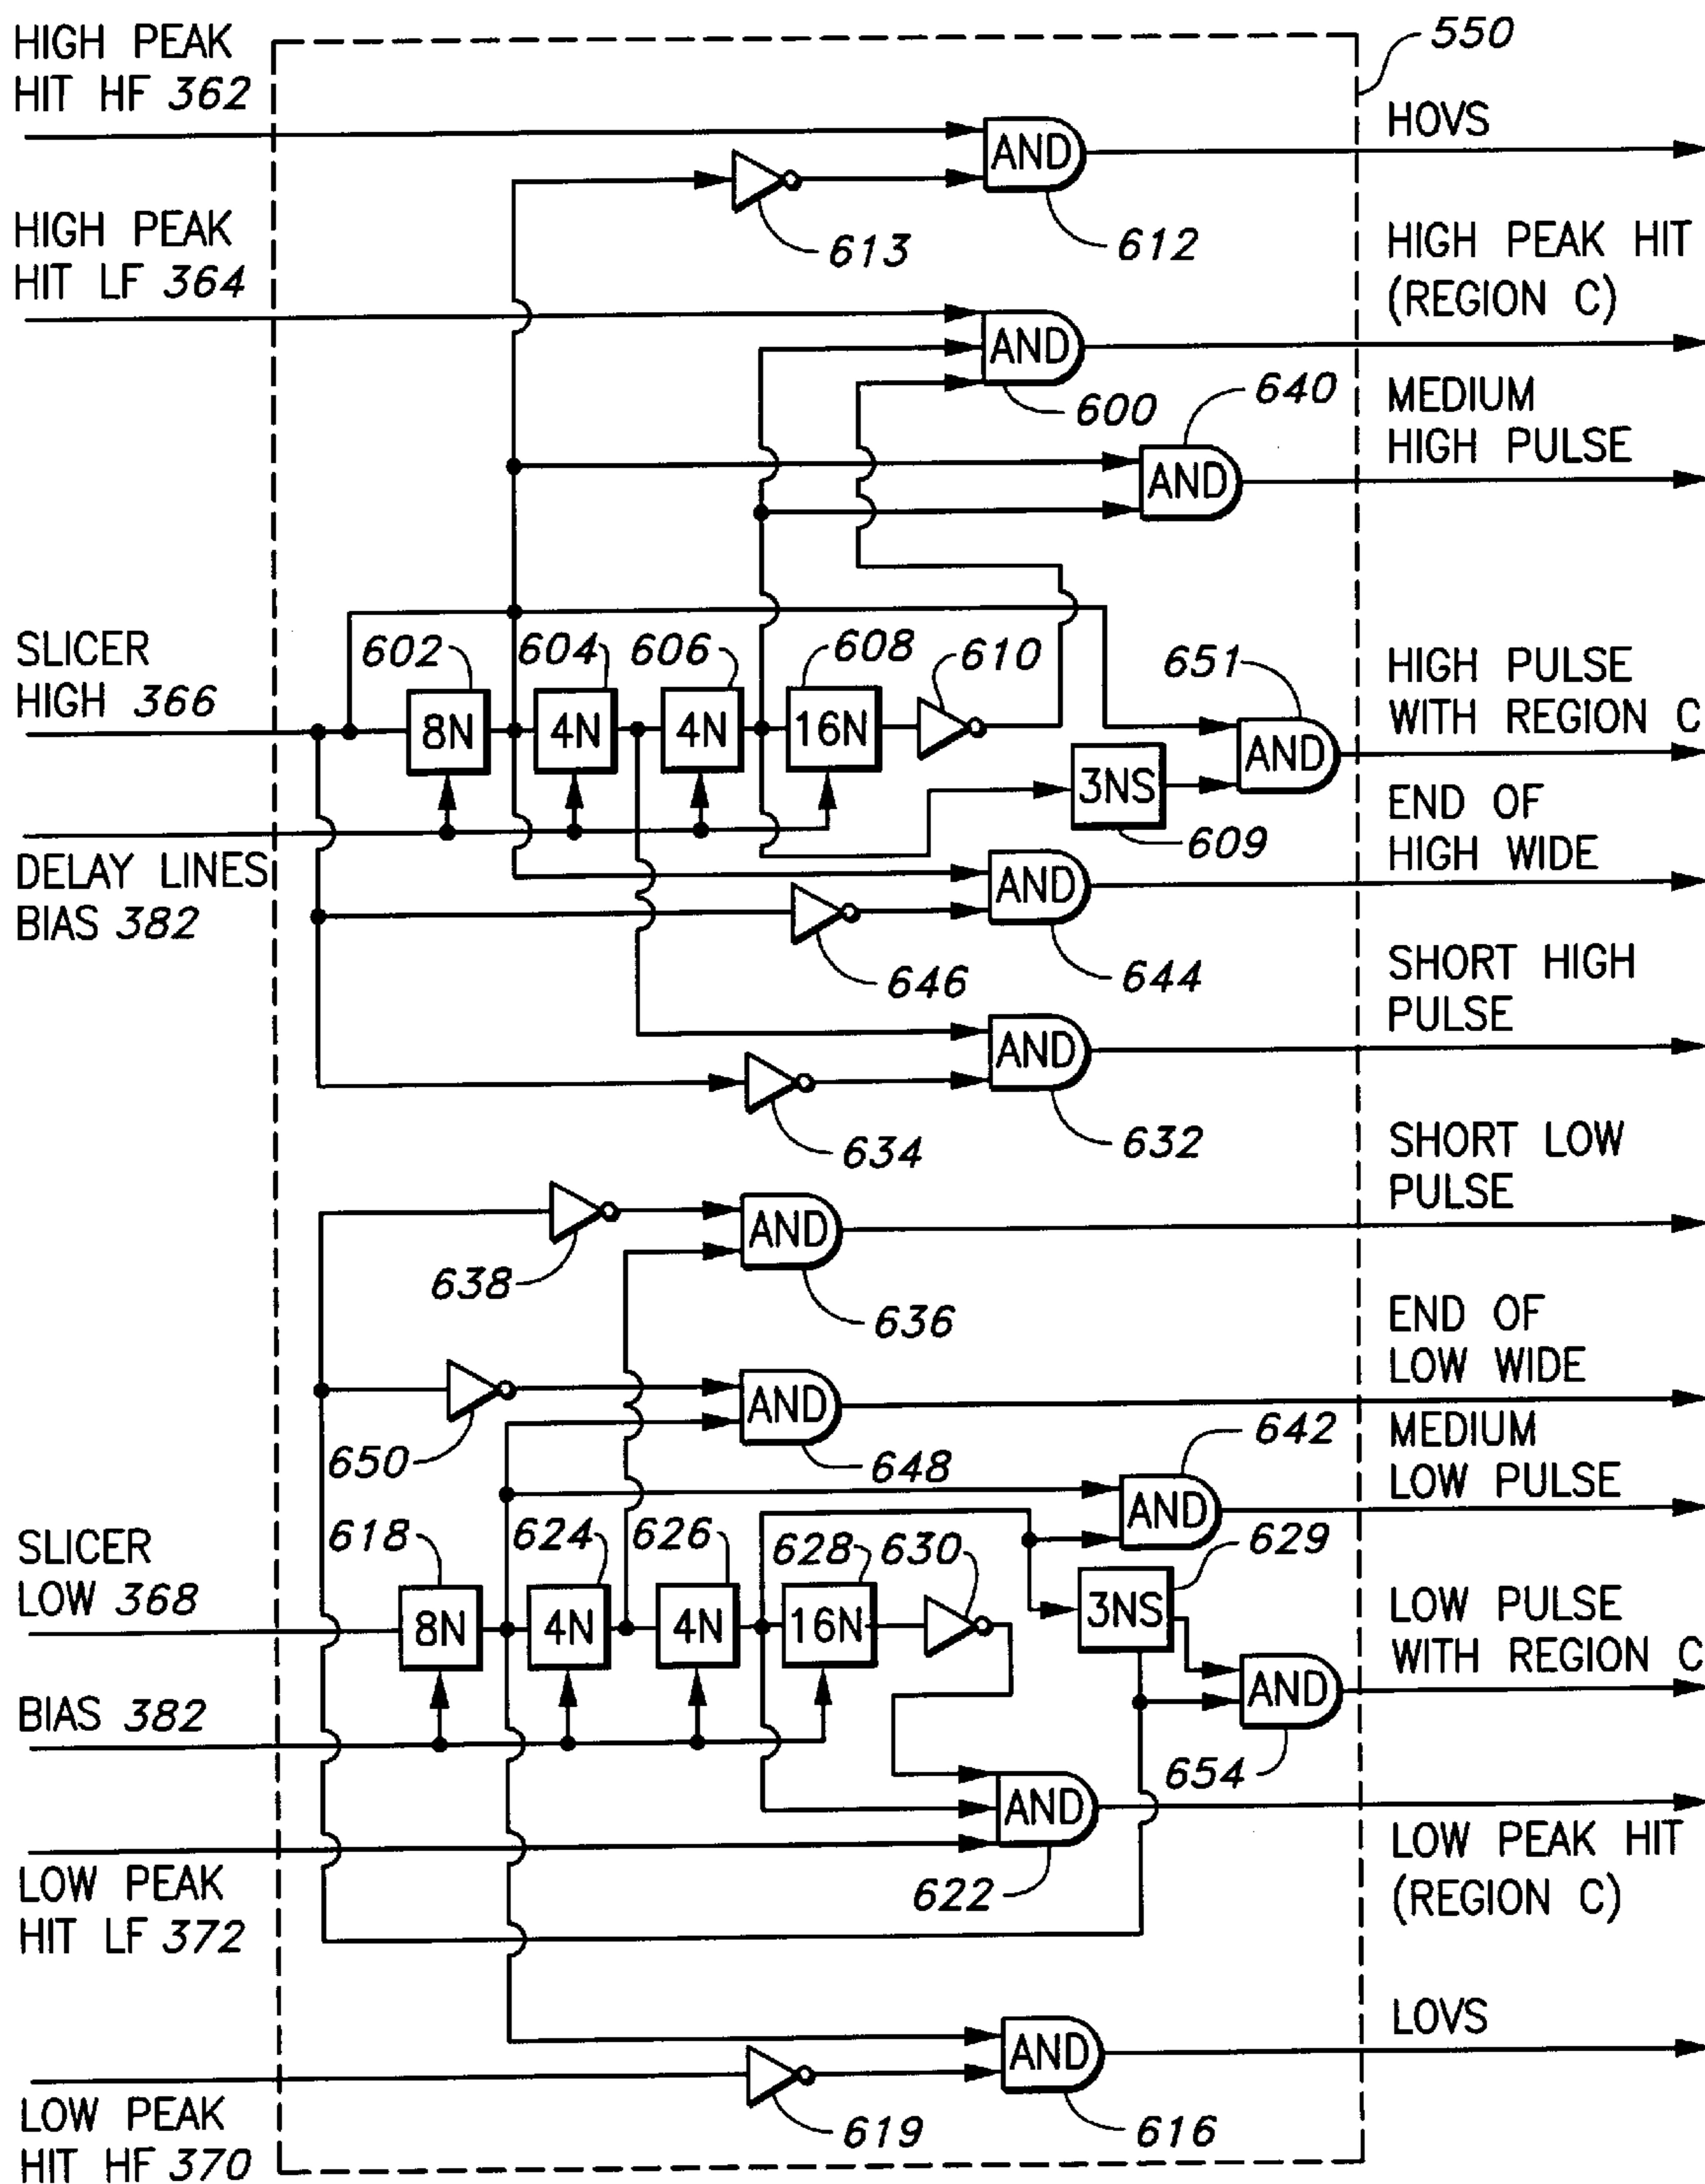 HIGH PEAK
HIT HF 362
550
HOVS
AND
613
612
HIGH PEAK
HIT LF 364
HIGH PEAK HIT
(REGION C)
AND
600
640
MEDIUM
HIGH PULSE
AND
SLICER
HIGH 366
602
604
606
608
610
651
HIGH PULSE
WITH REGION C
8N
4N
4N
16N
3NS
AND
609
END OF
HIGH WIDE
DELAY LINES
BIAS 382
AND
646
644
SHORT HIGH
PULSE
AND
634
632
SHORT LOW
PULSE
AND
638
636
END OF
LOW WIDE
AND
650
648
642
MEDIUM
LOW PULSE
AND
SLICER
LOW 368
618
624
626
628
630
629
8N
4N
4N
16N
3NS
LOW PULSE
WITH REGION C
AND
654
BIAS 382
AND
622
LOW PEAK HIT
(REGION C)
LOW PEAK
HIT LF 372
LOVS
AND
619
616
LOW PEAK
HIT HF 370